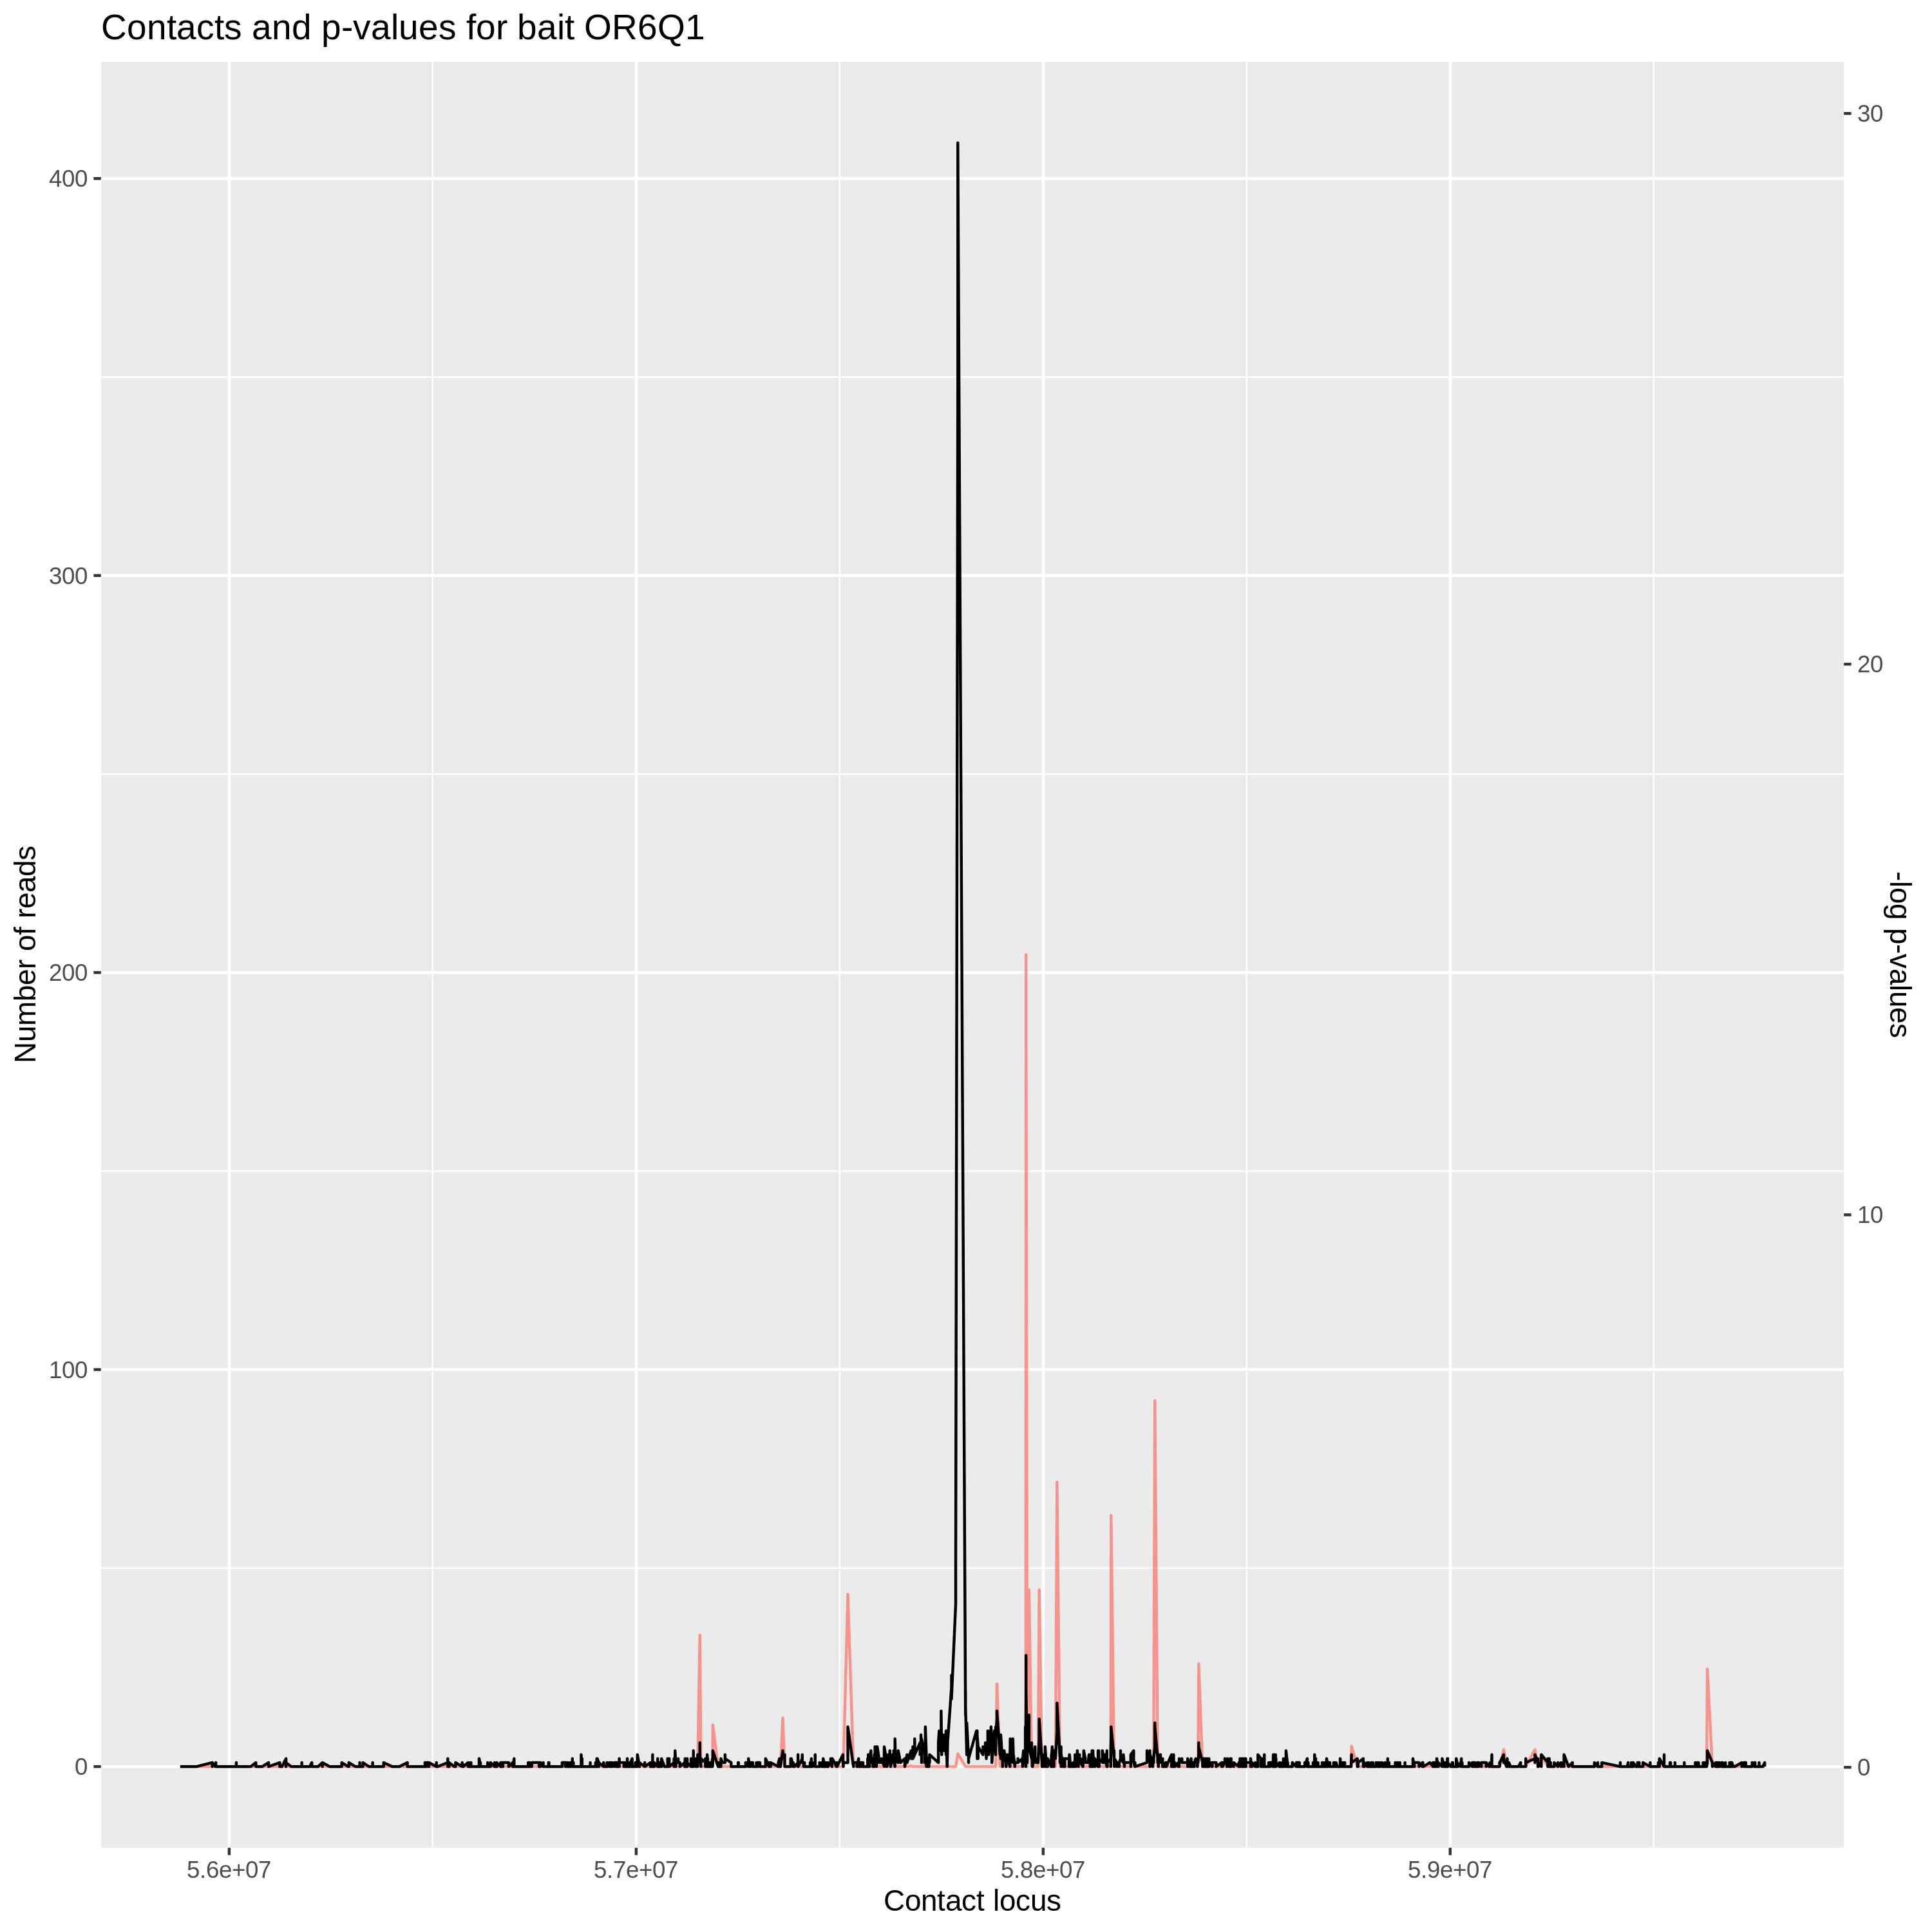 Contacts and p-values for bait OR6Q1
400
300
200
100
0
Number of reads
30
20
10
0
-log p-values
5.6e+07
5.7e+07
5.8e+07
5.9e+07
Contact locus